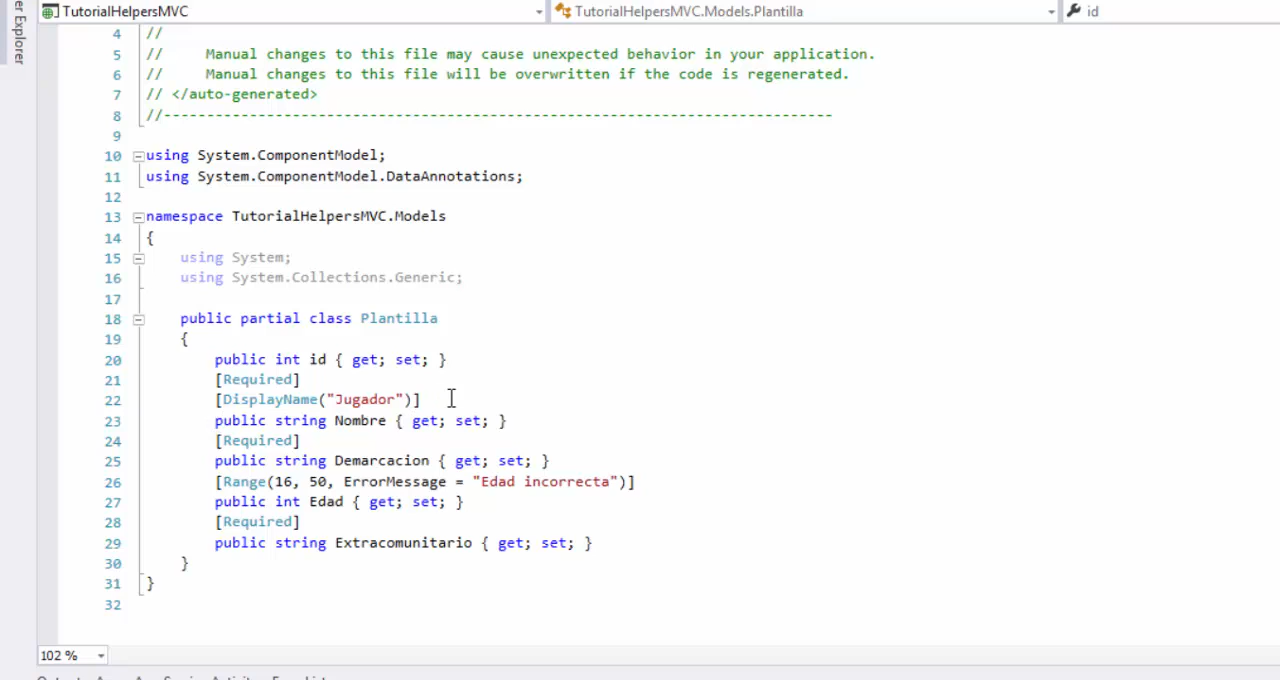 er Explorer
TutorialHelpersMVC TutorialHelpersMVC.Models.Plantilla id
4 //
5 // Manual changes to this file may cause unexpected behavior in your application.
6 // Manual changes to this file will be overwritten if the code is regenerated.
7 // </auto-generated>
8 //------------------------------------------------------------------------------
9
10 using System.ComponentModel;
11 using System.ComponentModel.DataAnnotations;
12
13 namespace TutorialHelpersMVC.Models
14 {
15 using System;
16 using System.Collections.Generic;
17
18 public partial class Plantilla
19 {
20 public int id { get; set; }
21 [Required]
22 [DisplayName("Jugador")]
23 public string Nombre { get; set; }
24 [Required]
25 public string Demarcacion { get; set; }
26 [Range(16, 50, ErrorMessage = "Edad incorrecta")]
27 public int Edad { get; set; }
28 [Required]
29 public string Extracomunitario { get; set; }
30 }
31 }
32
102 %